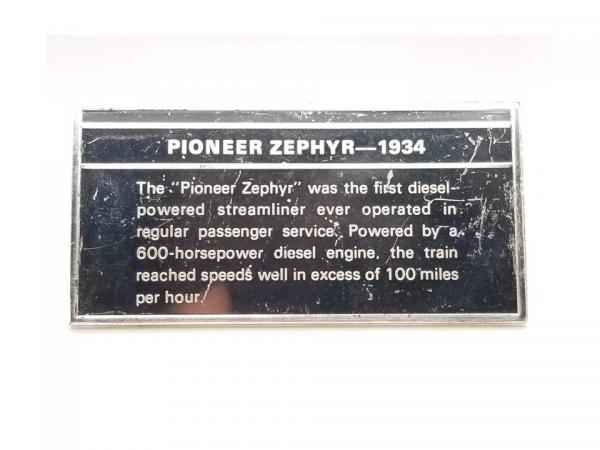 PIONEER ZEPHYR—1934
The "Pioneer Zephyr" was the first diesel-
powered streamliner ever operated in
regular passenger service. Powered by a
600-horsepower diesel engine, the train
reached speeds well in excess of 100 miles
per hour.